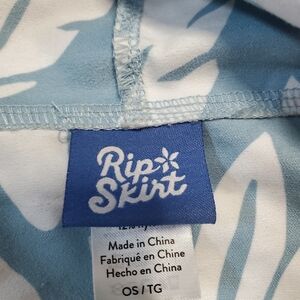 Rip
Skirt
Made in China
Fabriqué en Chine
Hecho en China
OS / TG